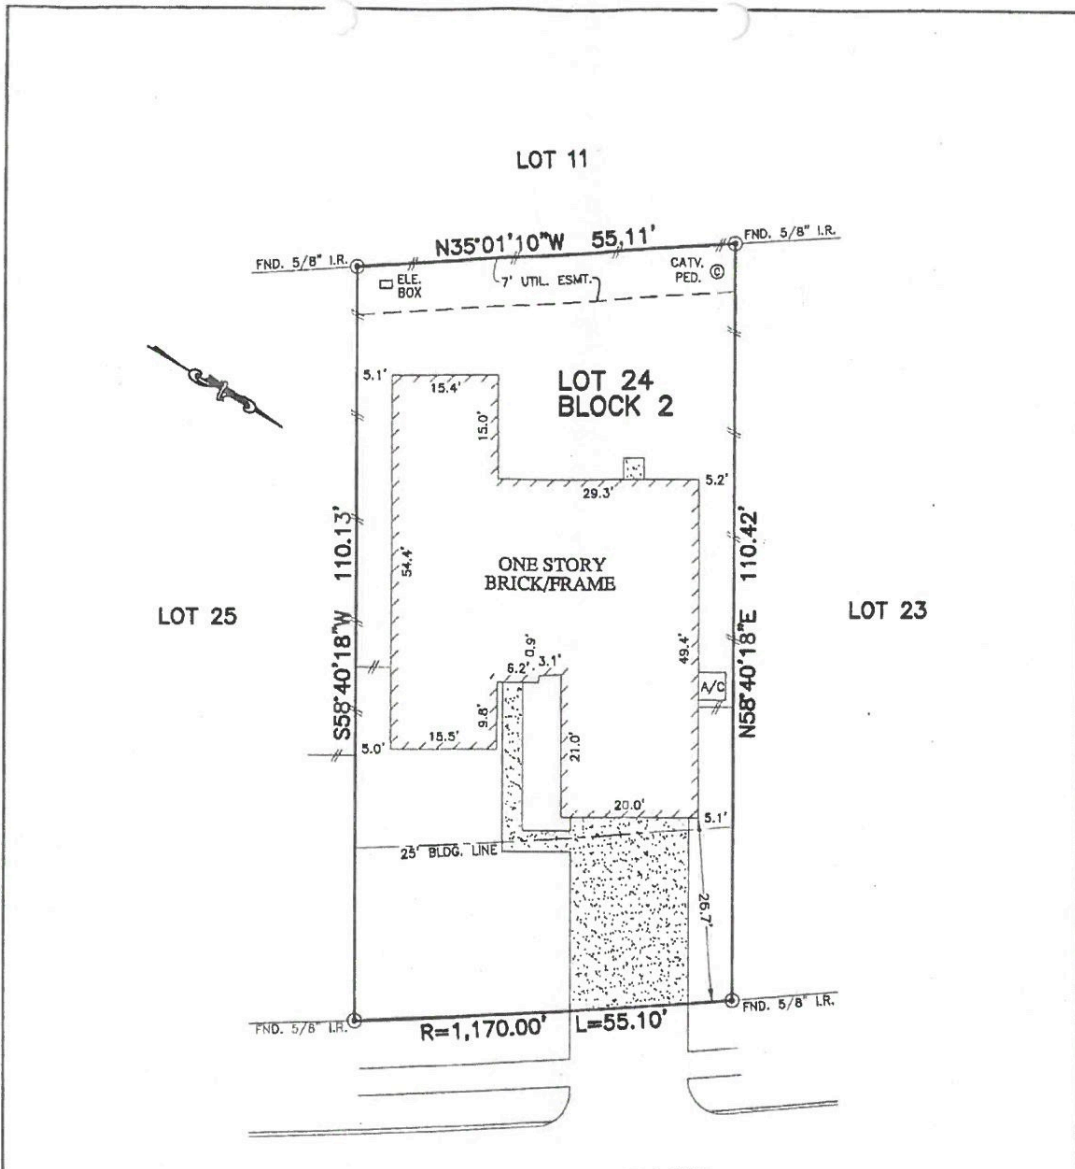 LOT 11
N35°01'10"W 55.11'
FND. 5/8" I.R.
FND. 5/8" I.R.
ELE.
BOX
7' UTIL. ESMT.
CATV.
PED.
C
5.1'
15.4'
15.0'
LOT 24
BLOCK 2
29.3'
5.2'
S58°40'18"W 110.13'
54.4'
ONE STORY
BRICK/FRAME
N58°40'18"E 110.42'
LOT 25
LOT 23
49.4'
6.2'
0.9'
3.1'
A/C
9.8'
5.0'
15.5'
21.0'
20.0'
5.1'
25' BLDG. LINE
26.7'
FND. 5/8" I.R.
FND. 5/8" I.R.
R=1,170.00' L=55.10'